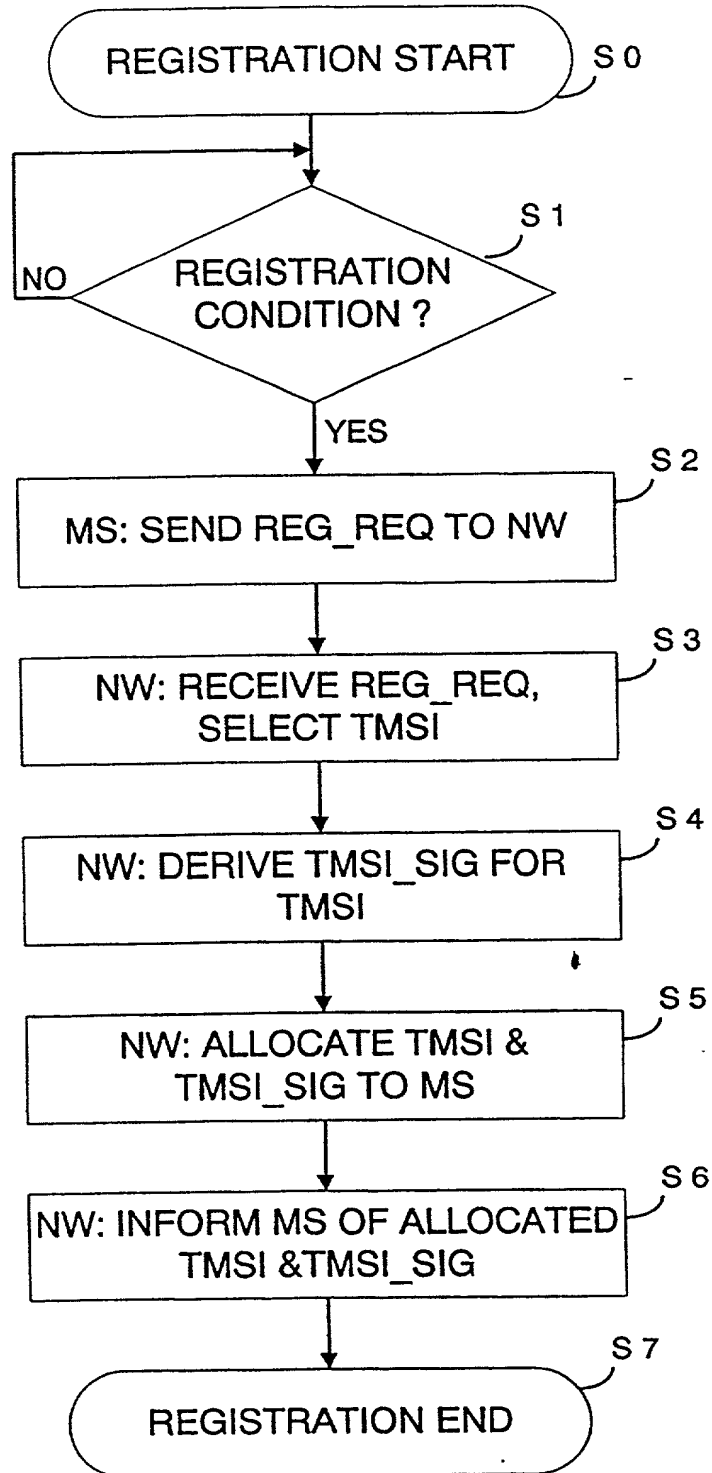 REGISTRATION START
S 0
S 1
REGISTRATION
CONDITION ?
NO
YES
S 2
MS: SEND REG_REQ TO NW
S 3
NW: RECEIVE REG_REQ,
SELECT TMSI
S 4
NW: DERIVE TMSI_SIG FOR
TMSI
S 5
NW: ALLOCATE TMSI &
TMSI_SIG TO MS
S 6
NW: INFORM MS OF ALLOCATED
TMSI &TMSI_SIG
S 7
REGISTRATION END